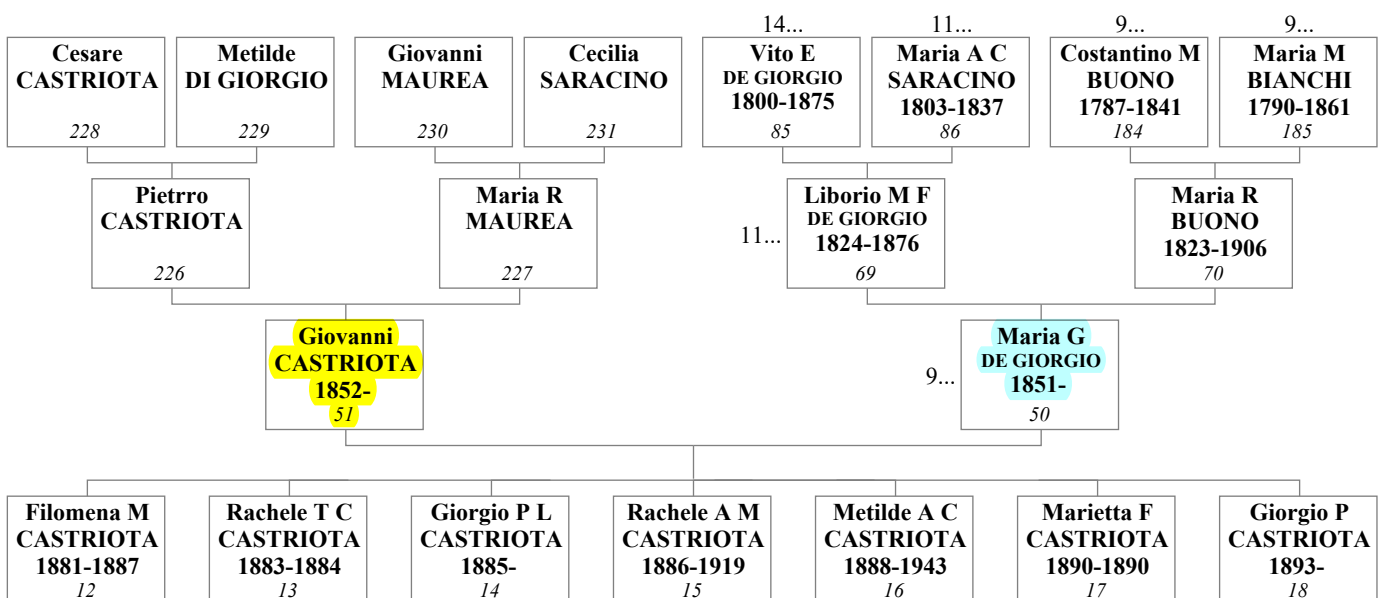 14...
11...
9...
9...
Cesare
CASTRIOTA
228
Metilde
DI GIORGIO
229
Giovanni
MAUREA
230
Cecilia
SARACINO
231
Vito E
DE GIORGIO
1800-1875
85
Maria A C
SARACINO
1803-1837
86
Costantino M
BUONO
1787-1841
184
Maria M
BIANCHI
1790-1861
185
Pietrro
CASTRIOTA
226
Maria R
MAUREA
227
11...
Liborio M F
DE GIORGIO
1824-1876
69
Maria R
BUONO
1823-1906
70
Giovanni
CASTRIOTA
1852-
51
9...
Maria G
DE GIORGIO
1851-
50
Filomena M
CASTRIOTA
1881-1887
12
Rachele T C
CASTRIOTA
1883-1884
13
Giorgio P L
CASTRIOTA
1885-
14
Rachele A M
CASTRIOTA
1886-1919
15
Metilde A C
CASTRIOTA
1888-1943
16
Marietta F
CASTRIOTA
1890-1890
17
Giorgio P
CASTRIOTA
1893-
18